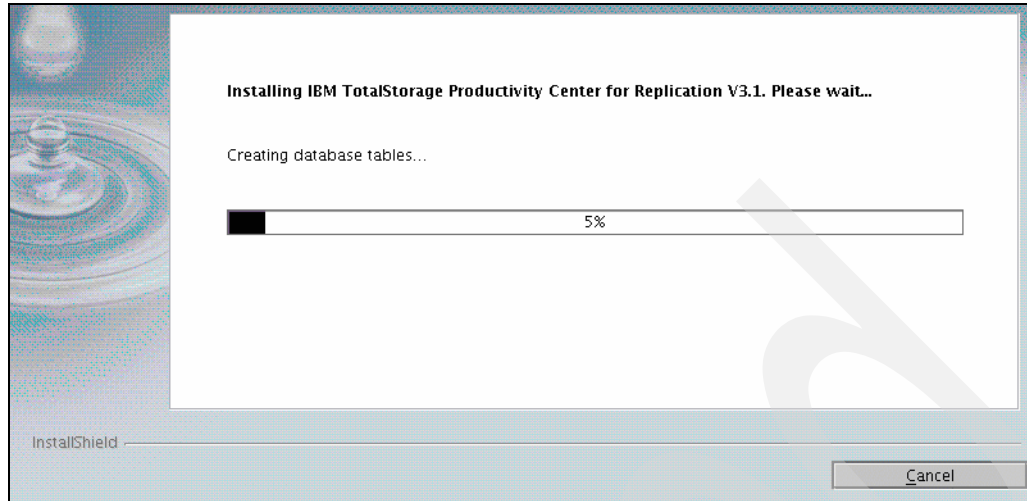 Installing IBM TotalStorage Productivity Center for Replication V3.1. Please wait...
Creating database tables...
5%
InstallShield
Cancel